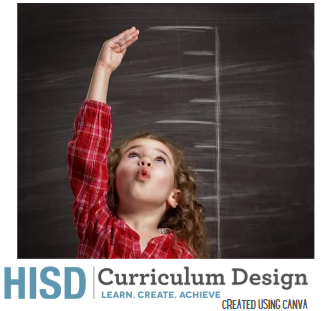 HISD Curriculum Design
LEARN, CREATE, ACHIEVE
CREATED USING CANVA